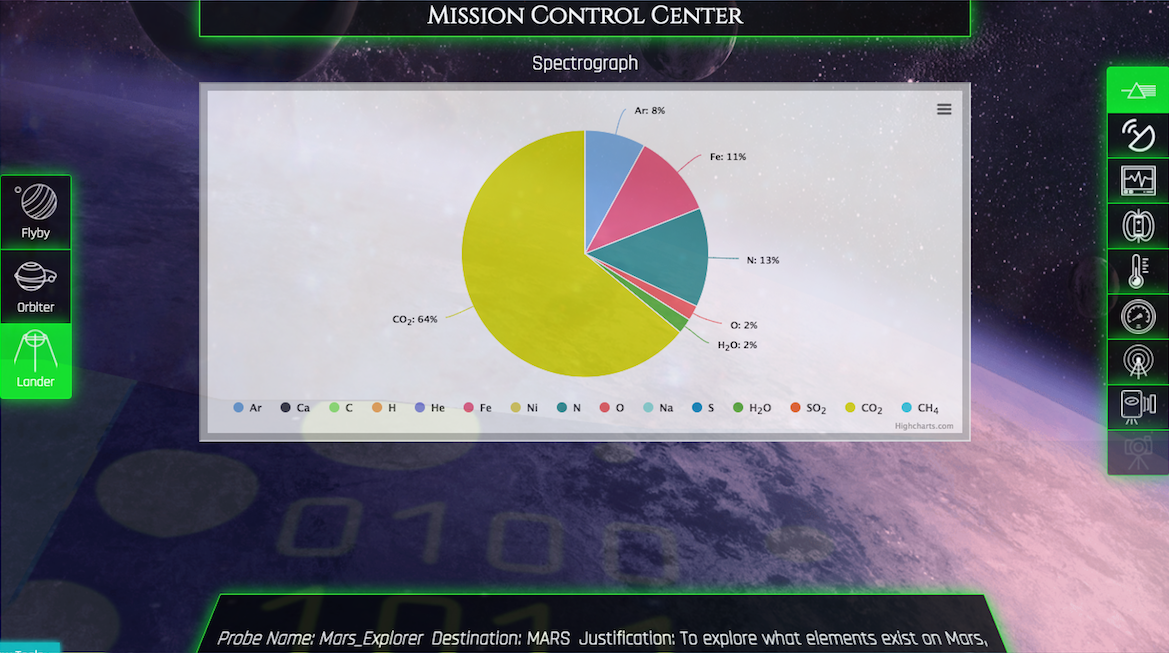 Mission Control Center
Spectrograph
Ar: 8%
Fe: 11%
N: 13%
O: 2%
H₂O: 2%
CO₂: 64%
Ar Ca C H He Fe Ni N O Na S H₂O SO₂ CO₂ CH₄
Highcharts.com
Flyby
Orbiter
Lander
0100
Probe Name: Mars_Explorer Destination: MARS Justification: To explore what elements exist on Mars,